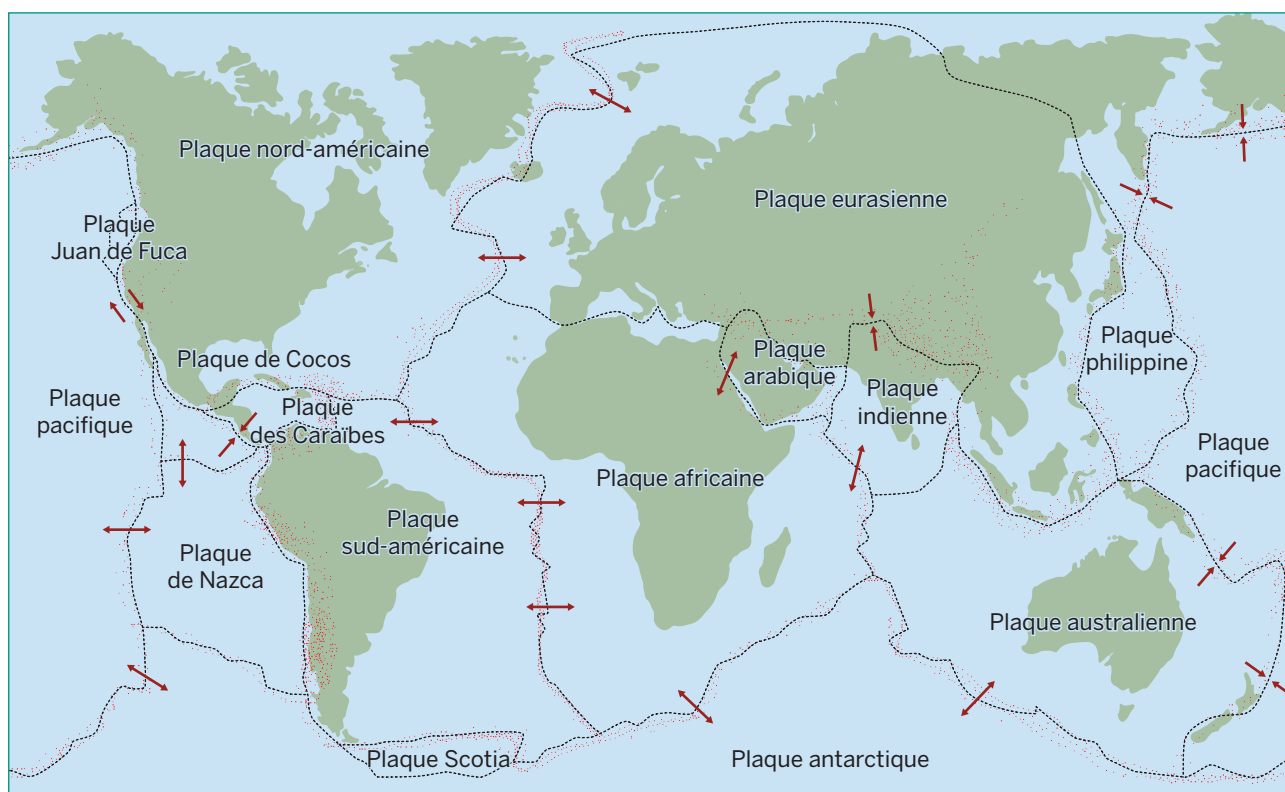 Plaque nord-américaine
Plaque eurasienne
Plaque
Juan de Fuca
Plaque de Cocos
Plaque
arabique
Plaque
philippine
Plaque
pacifique
Plaque
des Caraïbes
Plaque
indienne
Plaque
pacifique
Plaque africaine
Plaque
sud-américaine
Plaque
de Nazca
Plaque australienne
Plaque Scotia
Plaque antarctique